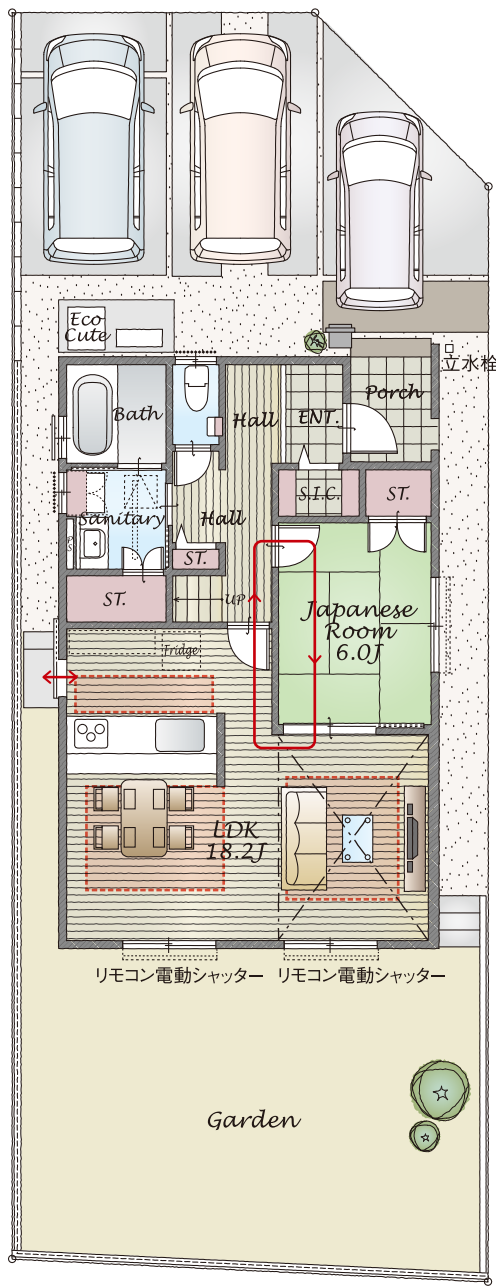 Eco
Cute
立水栓
Porch
Bath
Hall
ENT.
S.I.C.
ST.
Sanitary
Hall
P.S
ST.
ST.
UP
Japanese
Room
6.0J
Fridge
LDK
18.2J
リモコン電動シャッター
リモコン電動シャッター
Garden